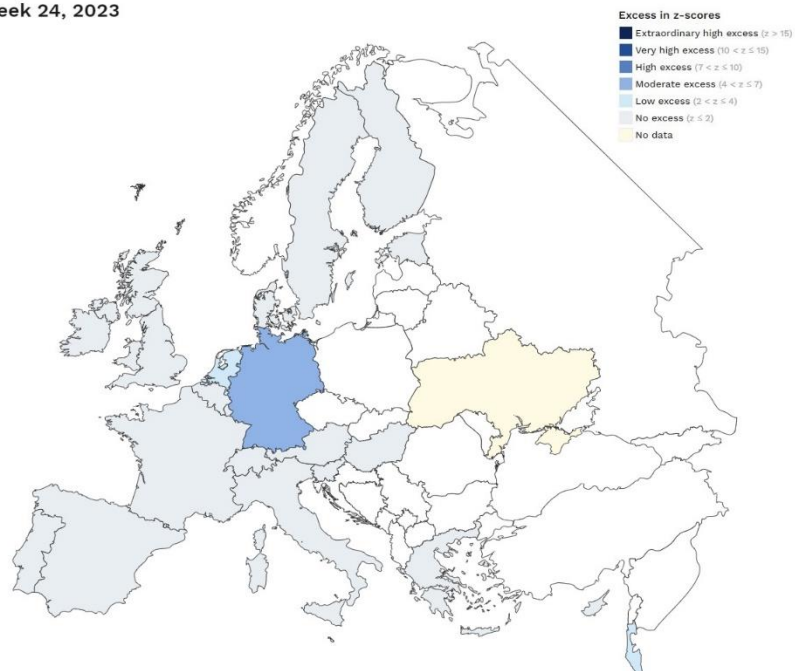 eek 24, 2023
Excess in z-scores
Extraordinary high excess (z > 15)
Very high excess (10 < z ≤ 15)
High excess (7 < z ≤ 10)
Moderate excess (4 < z ≤ 7)
Low excess (2 < z ≤ 4)
No excess (z ≤ 2)
No data